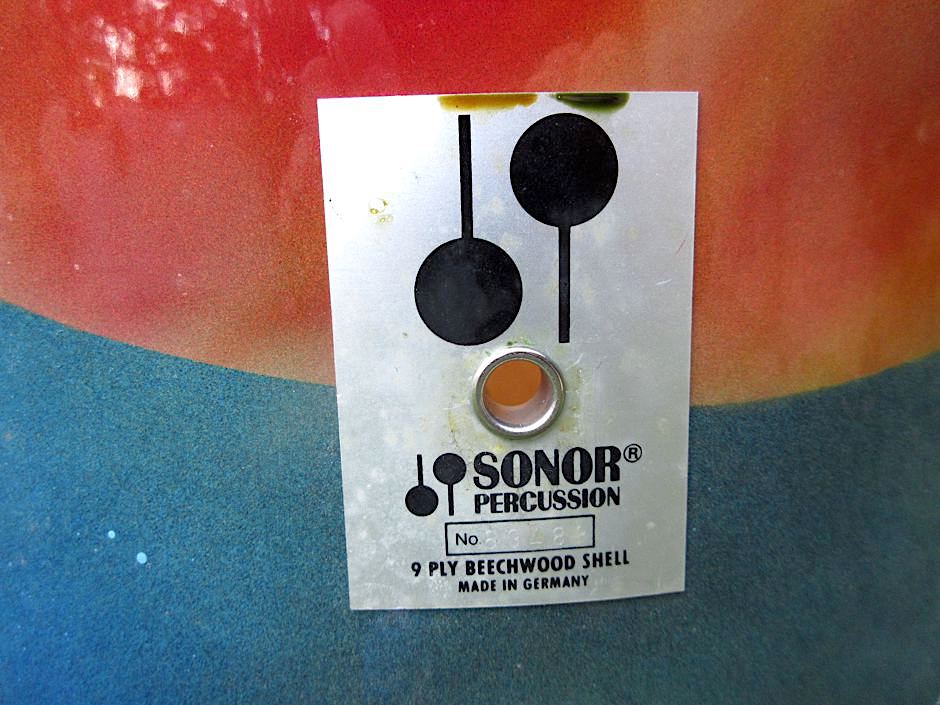 SONOR®
PERCUSSION
No
9 PLY BEECHWOOD SHELL
MADE IN GERMANY